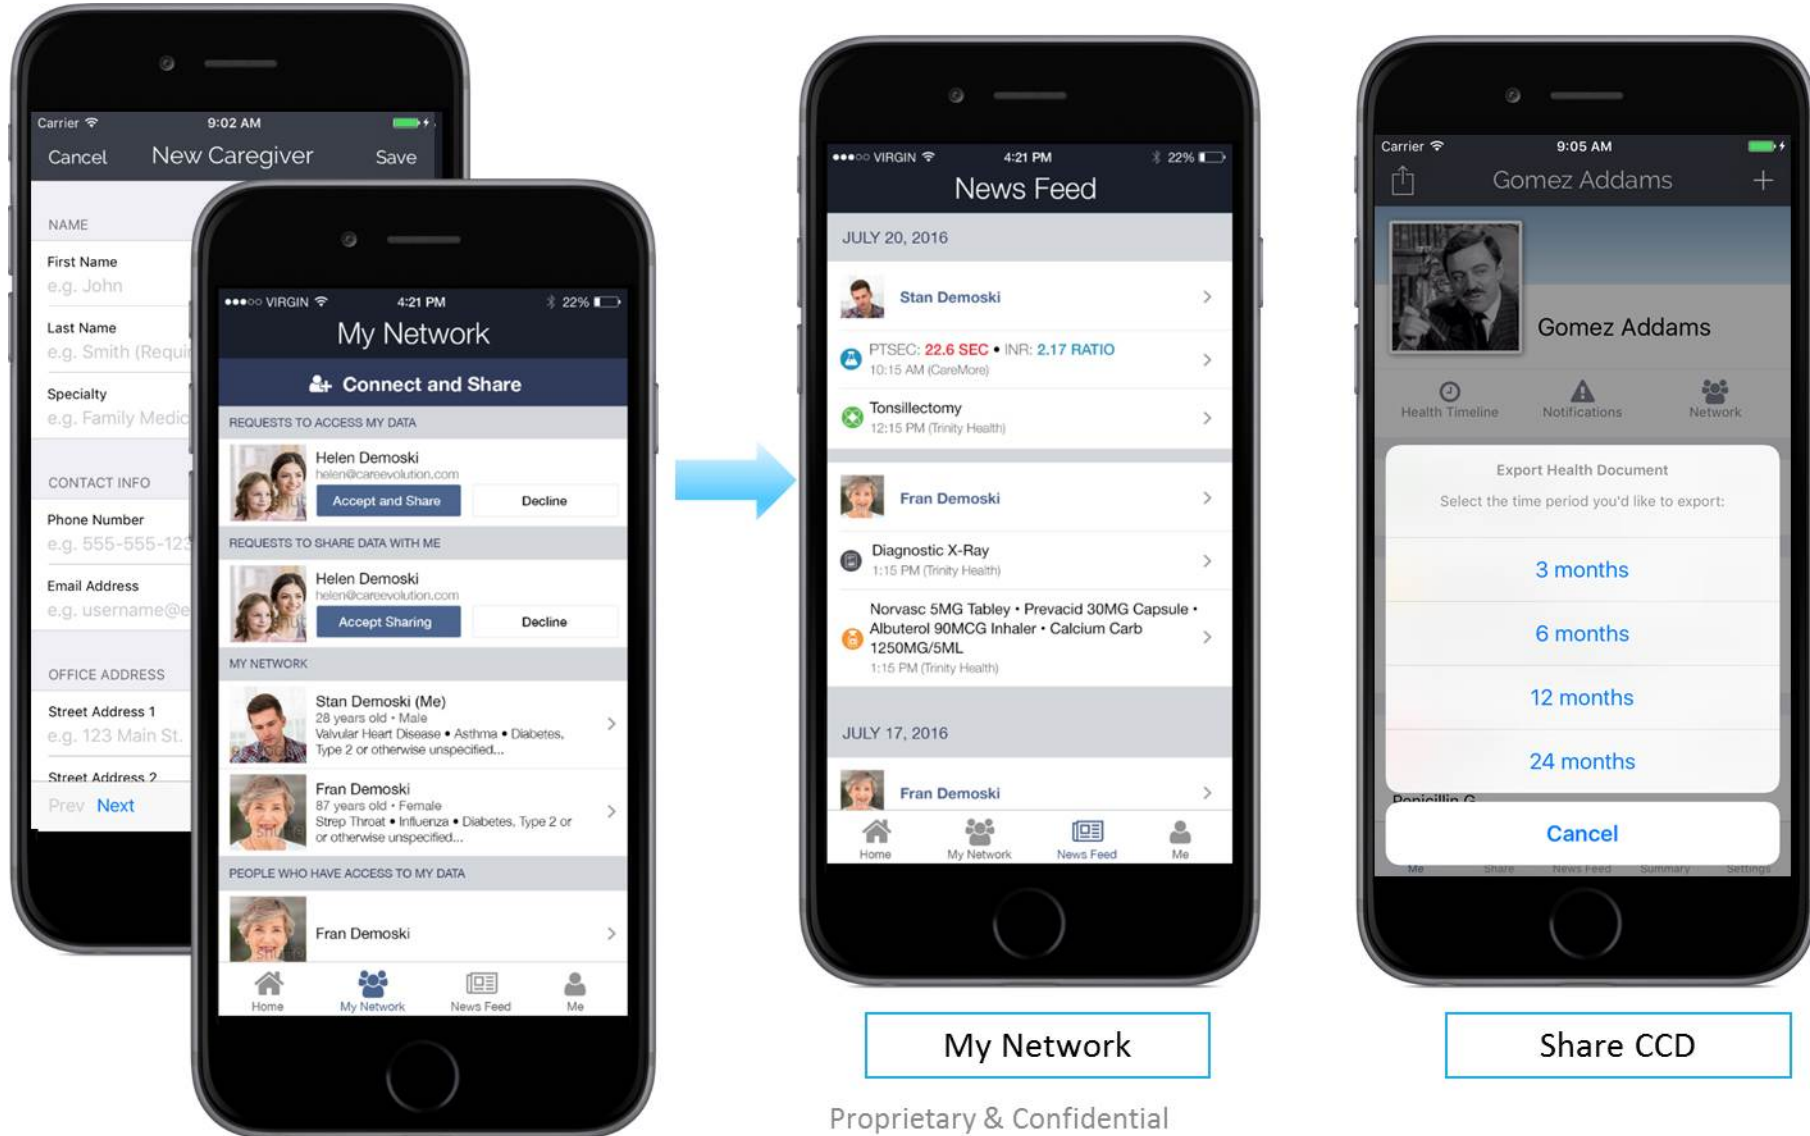 Carrier 9:02 AM
Cancel New Caregiver Save
NAME
First Name
e.g. John
Last Name
e.g. Smith
Specialty
e.g. Family
CONTACT INFO
Phone Number
e.g. 555-555-123
Email Address
e.g.
OFFICE ADDRESS
Street Address 1
e.g. 123 Main St.
Street Address 2
Prev Next
VIRGIN 4:21 PM 22%
My Network
Connect and Share
REQUESTS TO ACCESS MY DATA
Helen Demoski
helen@careevolution.com
Accept and Share Decline
REQUESTS TO SHARE DATA WITH ME
Helen Demoski
helen@careevolution.com
Accept Sharing Decline
MY NETWORK
Stan Demoski (Me)
28 years old • Male
Valvular Heart Disease • Asthma • Diabetes,
Type 2 or otherwise unspecified...
Fran Demoski
87 years old • Female
Strep Throat • Influenza • Diabetes, Type 2 or
or otherwise unspecified...
PEOPLE WHO HAVE ACCESS TO MY DATA
Fran Demoski
Home My Network News Feed Me
VIRGIN 4:21 PM 22%
News Feed
JULY 20, 2016
Stan Demoski
PTSEC: 22.6 SEC • INR: 2.17 RATIO
10:15 AM (CareMore)
Tonsillectomy
12:15 PM (Trinity Health)
Fran Demoski
Diagnostic X-Ray
1:15 PM (Trinity Health)
Norvasc 5MG Tabley • Prevacid 30MG Capsule •
Albuterol 90MCG Inhaler • Calcium Carb
1250MG/5ML
1:15 PM (Trinity Health)
JULY 17, 2016
Fran Demoski
Home My Network News Feed Me
My Network
Carrier 9:05 AM
Gomez Addams +
Gomez Addams
Health Timeline Notifications Network
Export Health Document
Select the time period you'd like to export:
3 months
6 months
12 months
24 months
Penicillin G
Cancel
Me Share News Feed Summary Settings
Share CCD
Proprietary & Confidential